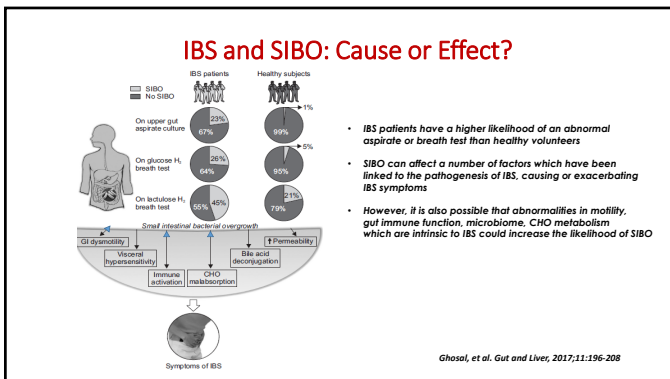 IBS and SIBO: Cause or Effect?
IBS patients
Healthy subjects
SIBO
No SIBO
On upper gut
aspirate culture
23%
67%
1%
99%
On glucose H₂
breath test
26%
64%
5%
95%
On lactulose H₂
breath test
55%
45%
21%
79%
Small intestinal bacterial overgrowth
GI dysmotility
Visceral
hypersensitivity
Immune
activation
CHO
malabsorption
Bile acid
deconjugation
↑ Permeability
Symptoms of IBS
• IBS patients have a higher likelihood of an abnormal
aspirate or breath test than healthy volunteers
• SIBO can affect a number of factors which have been
linked to the pathogenesis of IBS, causing or exacerbating
IBS symptoms
• However, it is also possible that abnormalities in motility,
gut immune function, microbiome, CHO metabolism
which are intrinsic to IBS could increase the likelihood of SIBO
Ghosal, et al. Gut and Liver, 2017;11:196-208